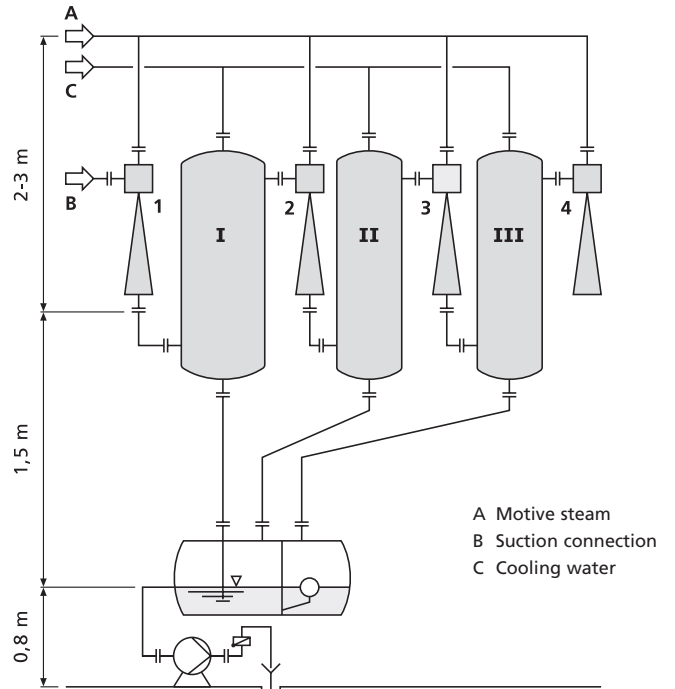 A
C
2-3 m
B
1
2
3
4
I
II
III
1,5 m
A Motive steam
B Suction connection
C Cooling water
0,8 m